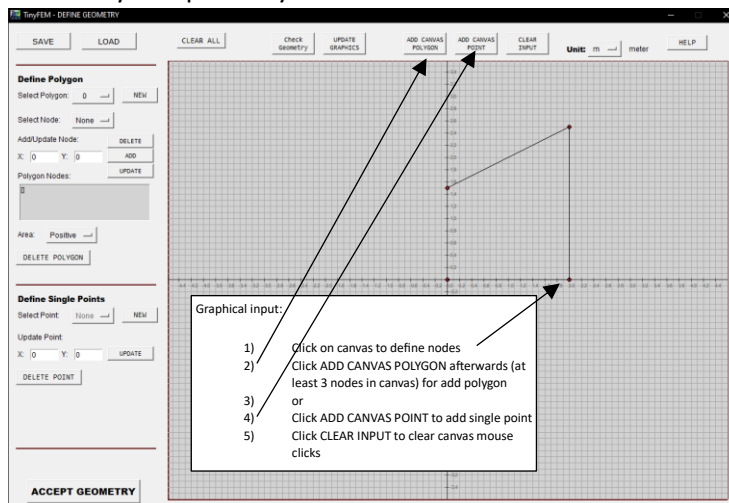 TinyFEM - DEFINE GEOMETRY
SAVE LOAD CLEAR ALL Check Geometry UPDATE GRAPHICS ADD CANVAS POLYGON ADD CANVAS POINT CLEAR INPUT Unit: m meter HELP
Define Polygon
Select Polygon: 0 NEW
Select Node: None
Add/Update Node: DELETE
X: 0 Y: 0 ADD
Polygon Nodes: UPDATE
[]
Area: Positive
DELETE POLYGON
Define Single Points
Select Point: None NEW
Update Point:
X: 0 Y: 0 UPDATE
DELETE POINT
ACCEPT GEOMETRY
Graphical input:
1) Click on canvas to define nodes
2) Click ADD CANVAS POLYGON afterwards (at
least 3 nodes in canvas) for add polygon
3) or
4) Click ADD CANVAS POINT to add single point
5) Click CLEAR INPUT to clear canvas mouse
clicks